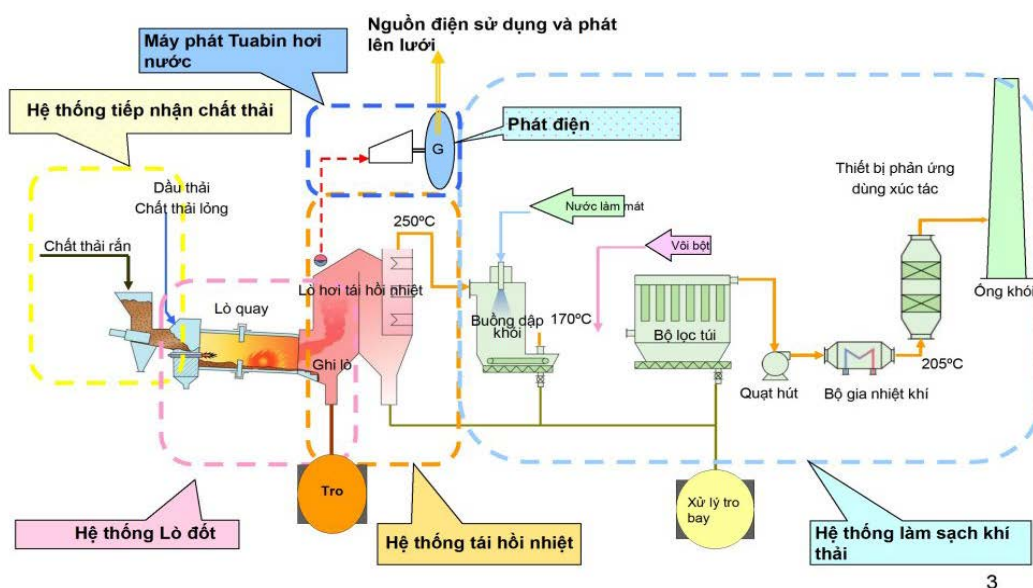 Nguồn điện sử dụng và phát
lên lưới
Máy phát Tuabin hơi
nước
Hệ thống tiếp nhận chất thải
Phát điện
G
Dầu thải
Chất thải lỏng
Chất thải rắn
Thiết bị phản ứng
dùng xúc tác
250ºC
Nước làm mát
Vôi bột
Lò hơi tái hồi nhiệt
Lò quay
Buồng dập
khói
170ºC
Bộ lọc túi
Ống khói
Ghi lò
205ºC
Quạt hút
Bộ gia nhiệt khí
Tro
Xử lý tro
bay
Hệ thống Lò đốt
Hệ thống tái hồi nhiệt
Hệ thống làm sạch khí
thải
3